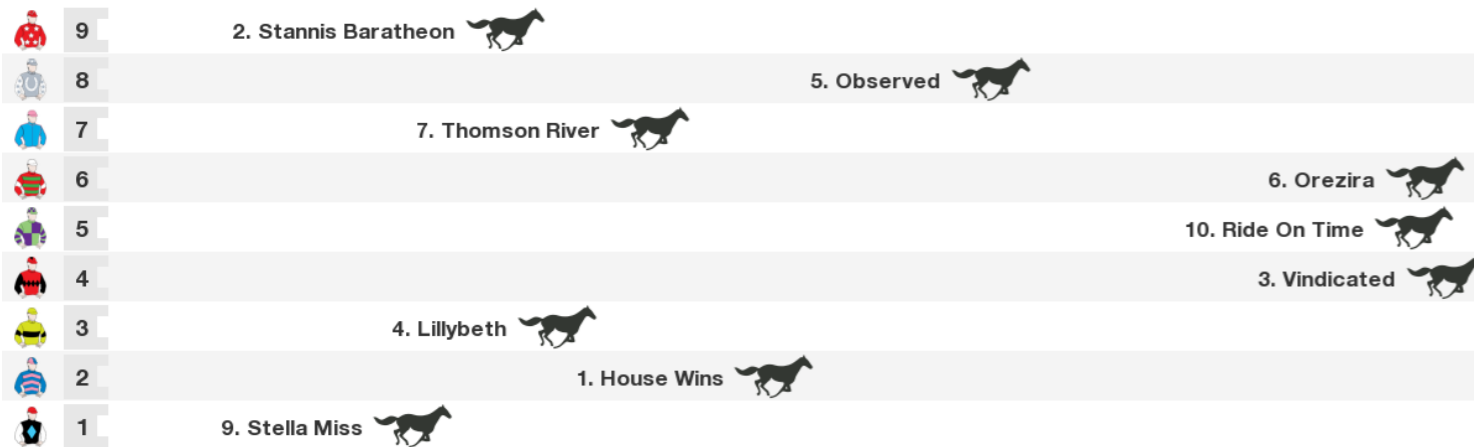 9 2. Stannis Baratheon
8 5. Observed
7 7. Thomson River
6 6. Orezira
5 10. Ride On Time
4 3. Vindicated
3 4. Lillybeth
2 1. House Wins
1 9. Stella Miss